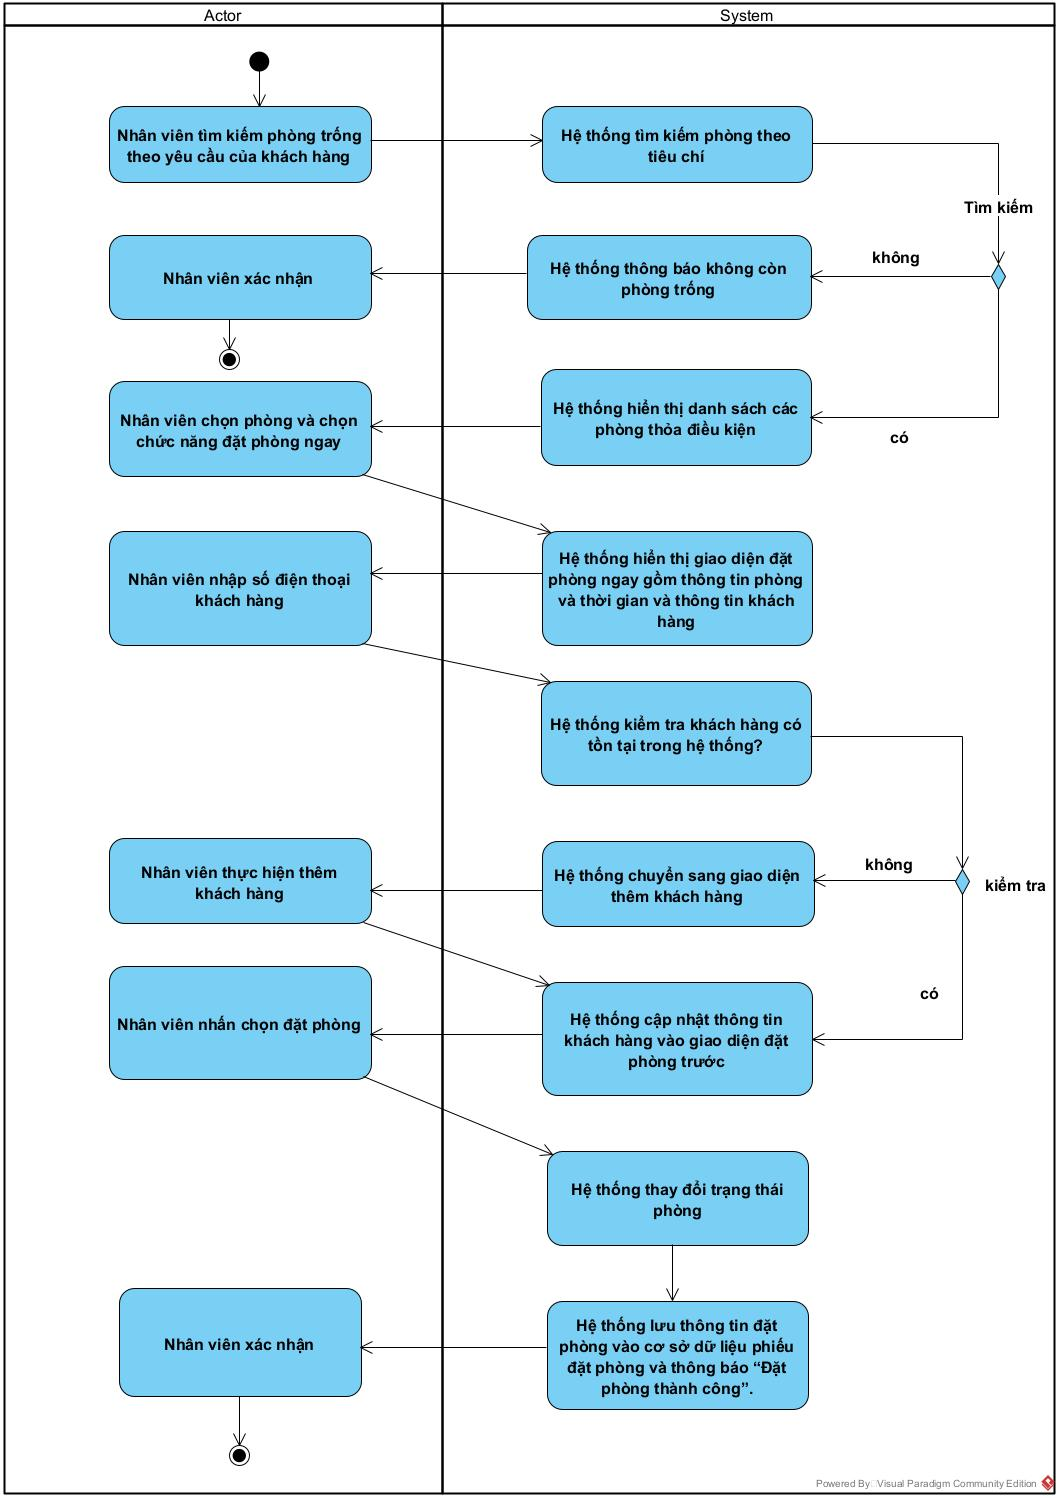 Actor
System
Nhân viên tìm kiếm phòng trống
theo yêu cầu của khách hàng
Hệ thống tìm kiếm phòng theo
tiêu chí
Tìm kiếm
không
Hệ thống thông báo không còn
phòng trống
Nhân viên xác nhận
Hệ thống hiển thị danh sách các
phòng thỏa điều kiện
có
Nhân viên chọn phòng và chọn
chức năng đặt phòng ngay
Hệ thống hiển thị giao diện đặt
phòng ngay gồm thông tin phòng
và thời gian và thông tin khách
hàng
Nhân viên nhập số điện thoại
khách hàng
Hệ thống kiểm tra khách hàng có
tồn tại trong hệ thống?
không
kiểm tra
Hệ thống chuyển sang giao diện
thêm khách hàng
Nhân viên thực hiện thêm
khách hàng
có
Hệ thống cập nhật thông tin
khách hàng vào giao diện đặt
phòng trước
Nhân viên nhấn chọn đặt phòng
Hệ thống thay đổi trạng thái
phòng
Hệ thống lưu thông tin đặt
phòng vào cơ sở dữ liệu phiếu
đặt phòng và thông báo “Đặt
phòng thành công”.
Nhân viên xác nhận
Powered By Visual Paradigm Community Edition